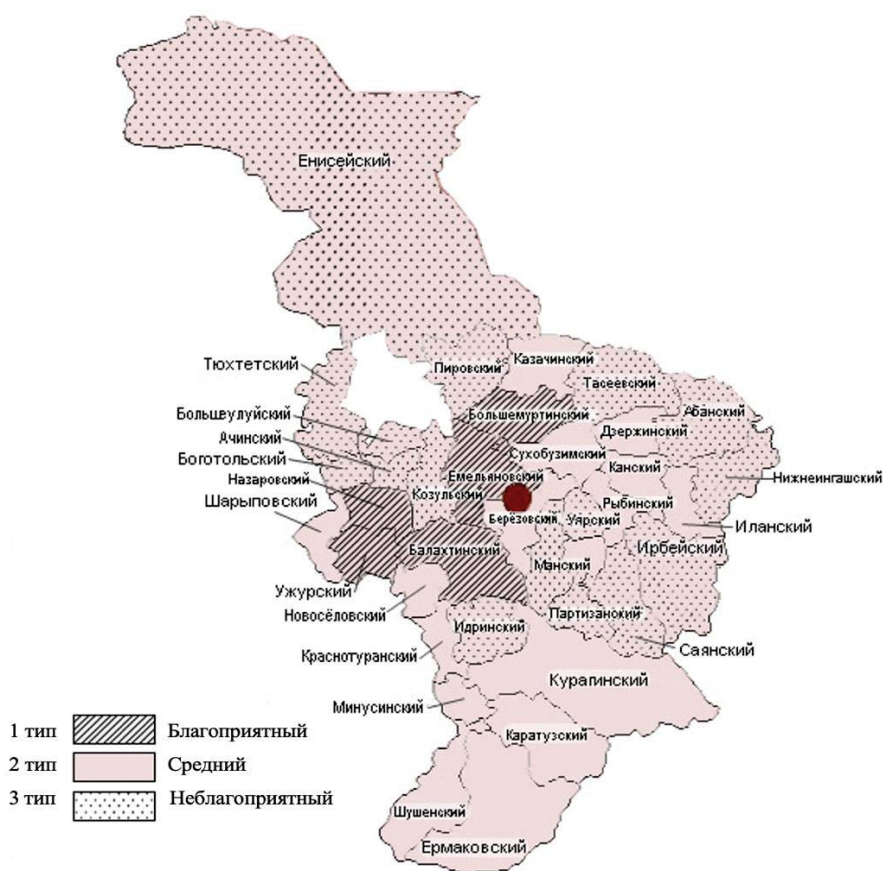 Енисейский
Тюхтетский
Пировский
Казачинский
Тасеевский
Большеулуйский
Большемуртинский
Абанский
Ачинский
Дзержинский
Боготольский
Сухобузимский
Назаровский
Емельяновский
Канский
Нижнеингашский
Шарыповский
Козульский
Рыбинский
Берёзовский
Уярский
Иланский
Балахтинский
Ирбейский
Манский
Ужурский
Новосёловский
Партизанский
Идринский
Саянский
Краснотуранский
Курагинский
Минусинский
Каратузский
1 тип Благоприятный
2 тип Средний
3 тип Неблагоприятный
Шушенский
Ермаковский